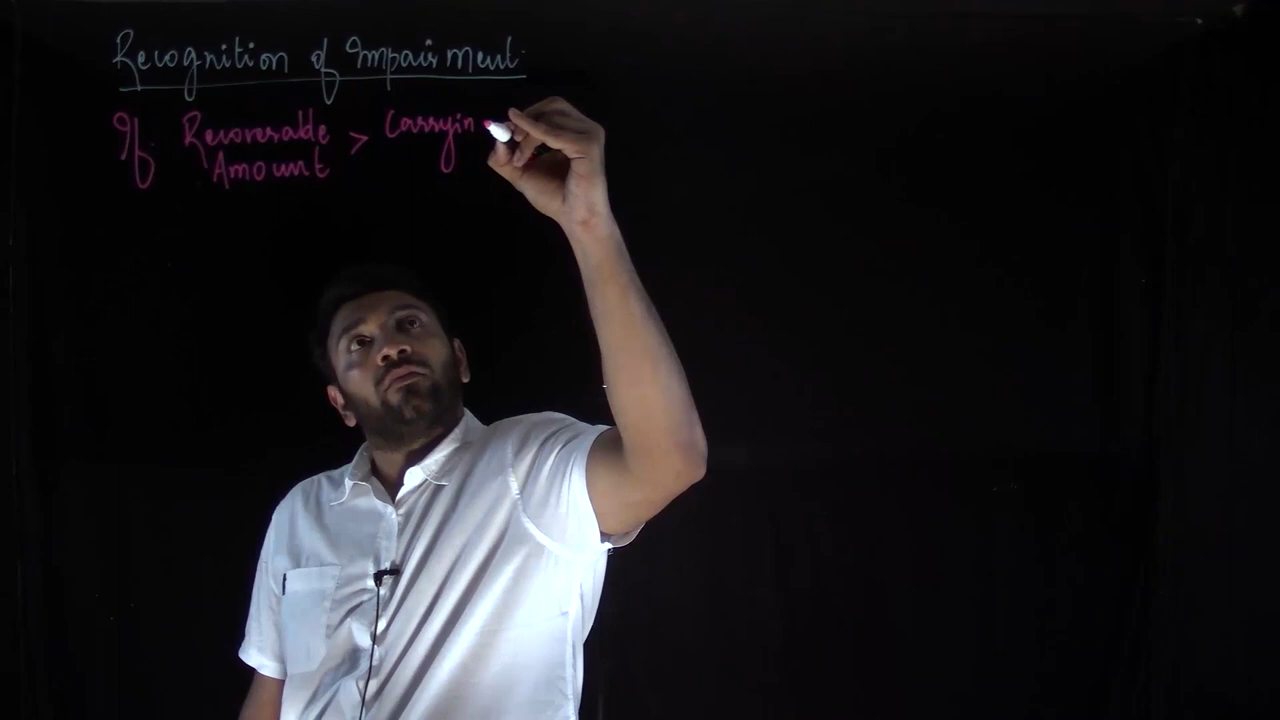 Recognition of Impairment.
If Recoverable Amount > Carryin